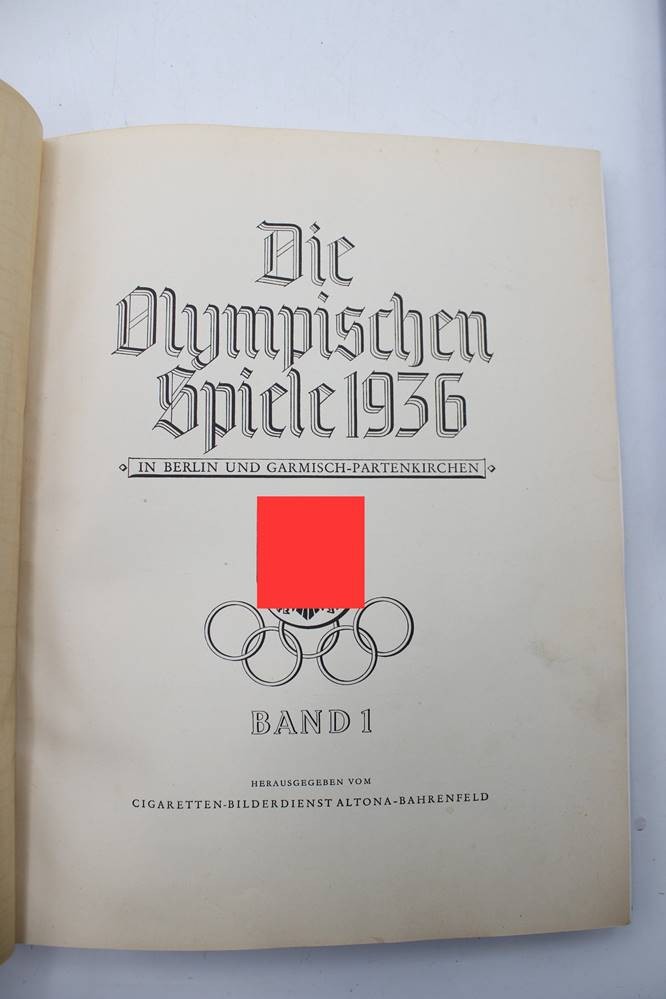 Die
Olympischen
Spiele 1936
IN BERLIN UND GARMISCH-PARTENKIRCHEN
BAND 1
HERAUSGEGEBEN VOM
CIGARETTEN-BILDERDIENST ALTONA-BAHRENFELD